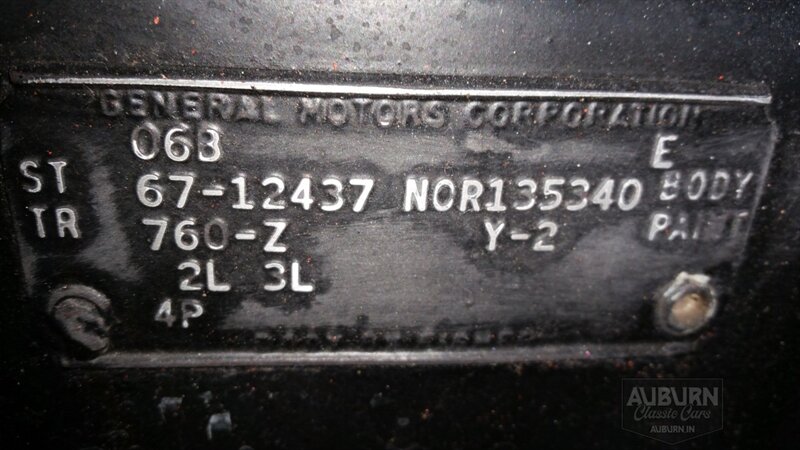 GENERAL MOTORS CORPORATION
06B E
ST 67-12437 NOR135340 BODY
TR 760-Z Y-2 PAINT
2L 3L
4P
AUBURN
Classic Cars
AUBURN.IN